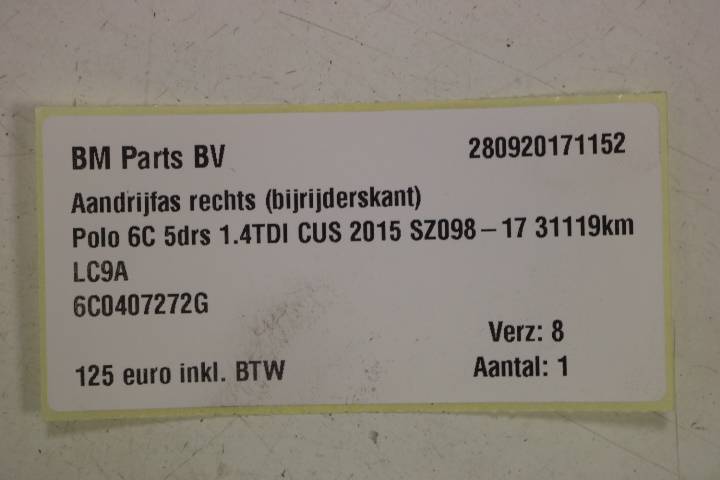 BM Parts BV 280920171152
Aandrijfas rechts (bijrijderskant)
Polo 6C 5drs 1.4TDI CUS 2015 SZ098 – 17 31119km
LC9A
6C0407272G
Verz: 8
125 euro inkl. BTW Aantal: 1